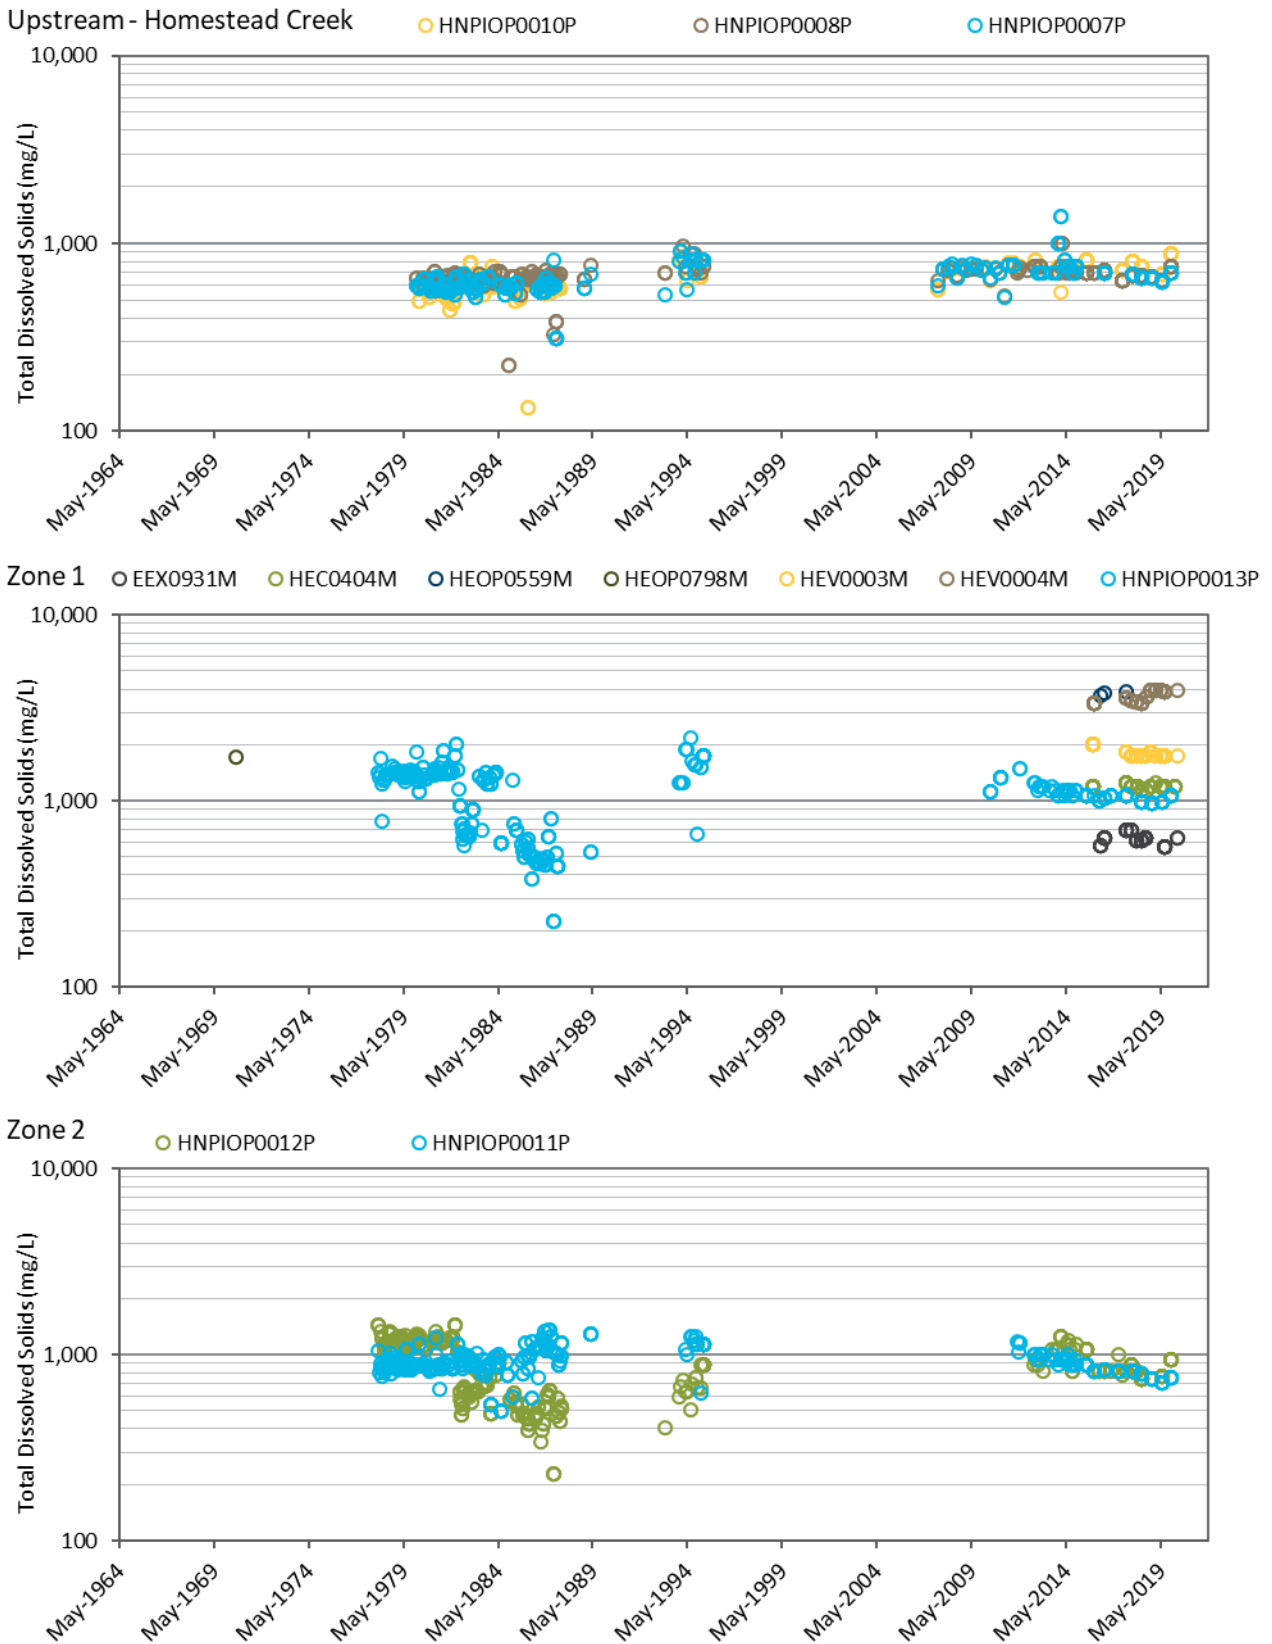 Upstream - Homestead Creek
HNPIOP0010P HNPIOP0008P HNPIOP0007P
Total Dissolved Solids (mg/L)
10,000
1,000
100
May-1964 May-1969 May-1974 May-1979 May-1984 May-1989 May-1994 May-1999 May-2004 May-2009 May-2014 May-2019
Zone 1
EEX0931M HEC0404M HEOP0559M HEOP0798M HEV0003M HEV0004M HNPIOP0013P
Total Dissolved Solids (mg/L)
10,000
1,000
100
May-1964 May-1969 May-1974 May-1979 May-1984 May-1989 May-1994 May-1999 May-2004 May-2009 May-2014 May-2019
Zone 2
HNPIOP0012P HNPIOP0011P
Total Dissolved Solids (mg/L)
10,000
1,000
100
May-1964 May-1969 May-1974 May-1979 May-1984 May-1989 May-1994 May-1999 May-2004 May-2009 May-2014 May-2019